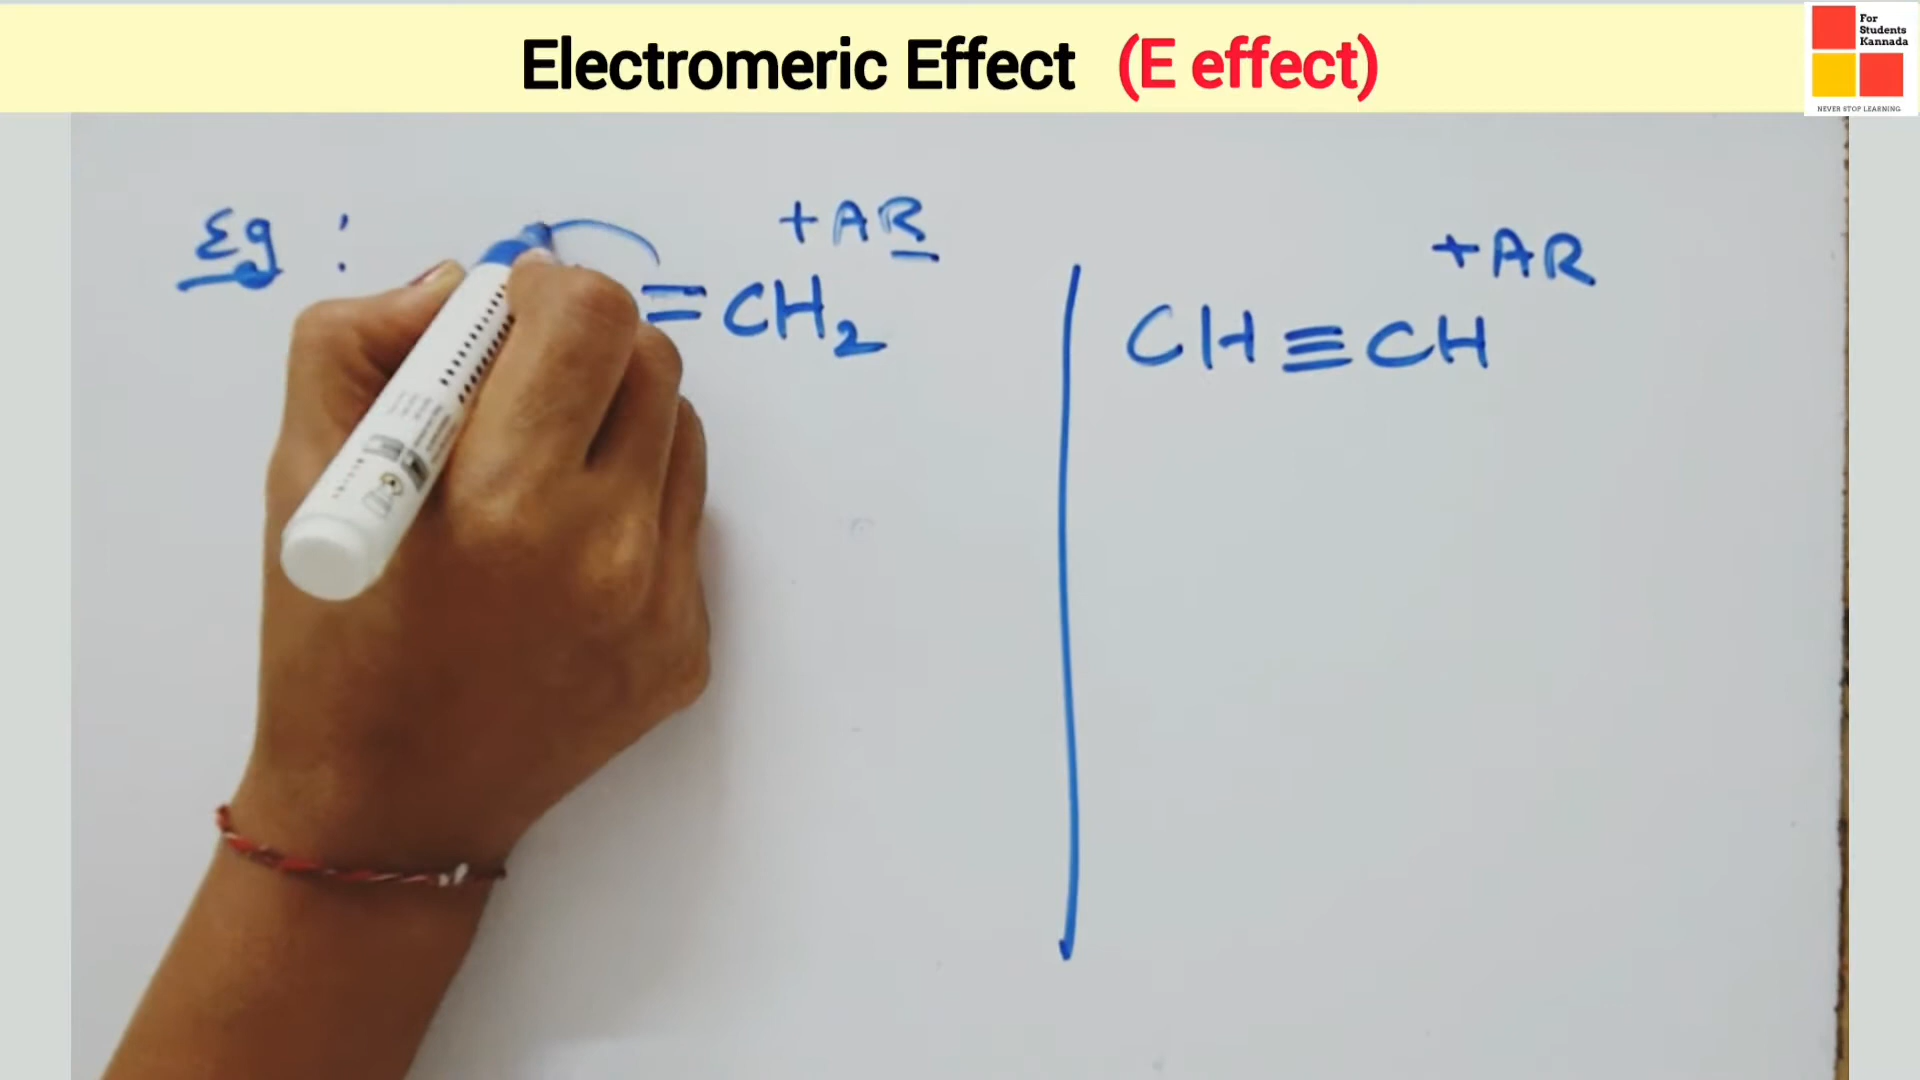 Electromeric Effect (E effect)
For
Students
Kannada
NEVER STOP LEARNING
Eg :
+AR
=CH₂
+AR
CH≡CH